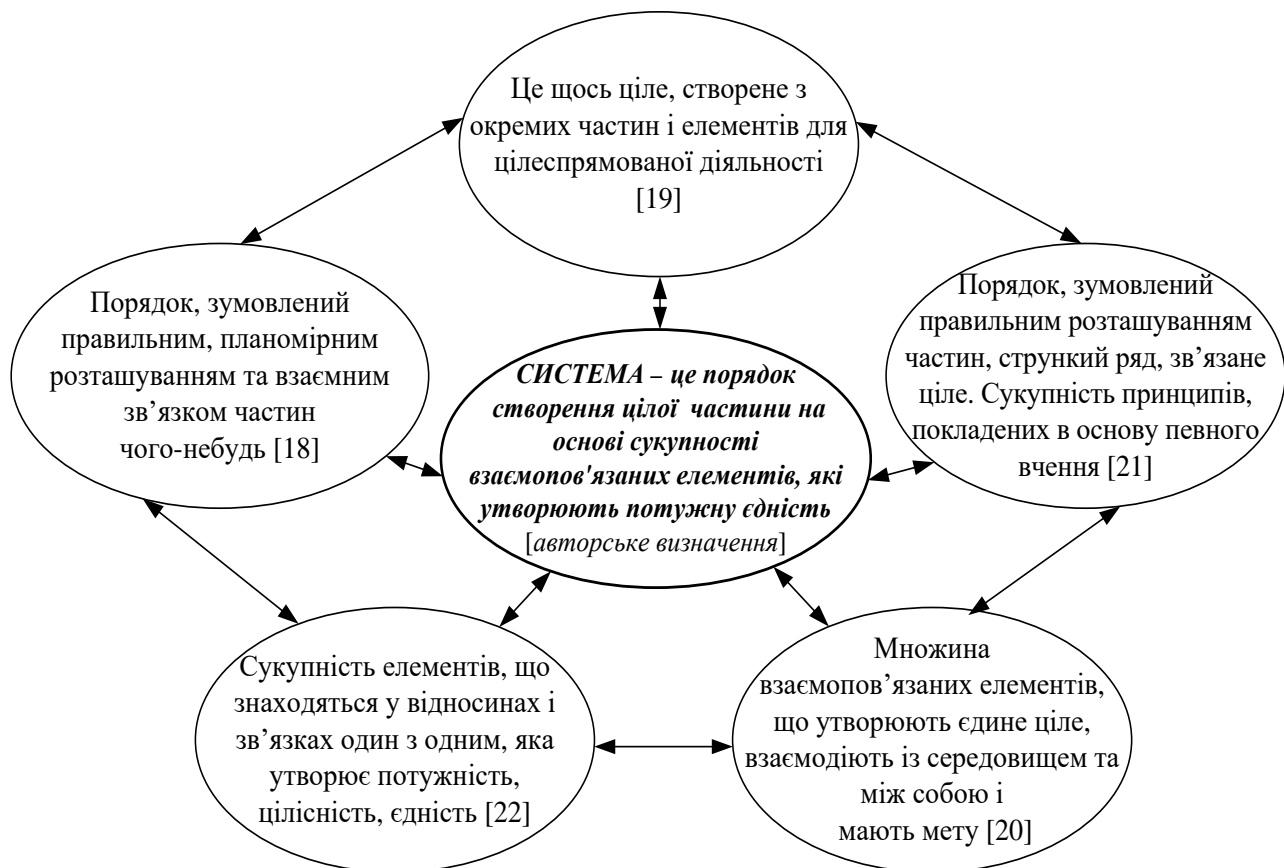 Це щось ціле, створене з
окремих частин і елементів для
цілеспрямованої діяльності
[19]
Порядок, зумовлений
правильним, планомірним
розташуванням та взаємним
зв’язком частин
чого-небудь [18]
Порядок, зумовлений
правильним розташуванням
частин, стрункий ряд, зв’язане
ціле. Сукупність принципів,
покладених в основу певного
вчення [21]
СИСТЕМА – це порядок
створення цілої частини на
основі сукупності
взаємопов'язаних елементів, які
утворюють потужну єдність
[авторське визначення]
Сукупність елементів, що
знаходяться у відносинах і
зв’язках один з одним, яка
утворює потужність,
цілісність, єдність [22]
Множина
взаємопов’язаних елементів,
що утворюють єдине ціле,
взаємодіють із середовищем та
між собою і
мають мету [20]